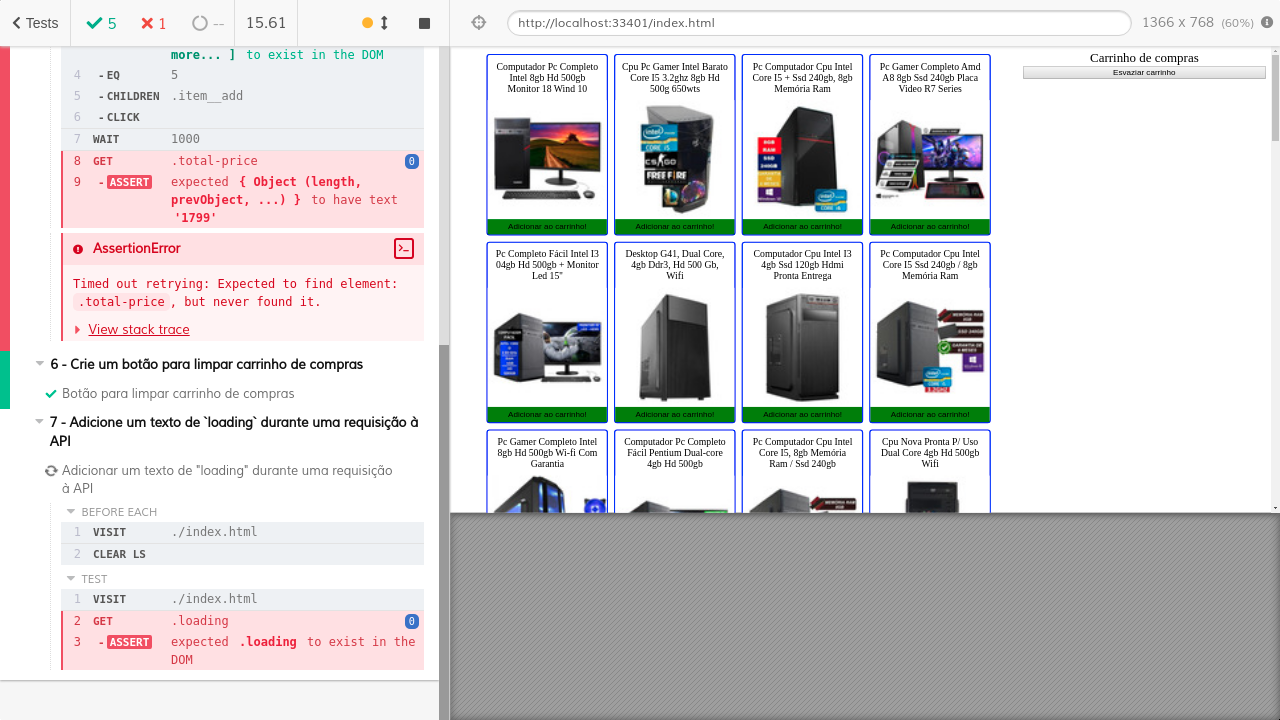 Tests
5
1
--
15.61
http://localhost:33401/index.html
1366 x 768 (60%)
more... ] to exist in the DOM
4 - EQ 5
5 - CHILDREN .item__add
6 - CLICK
7 WAIT 1000
8 GET .total-price 0
9 - ASSERT expected { Object (length,
prevObject, ...) } to have text
'1799'
AssertionError
Timed out retrying: Expected to find element:
.total-price , but never found it.
View stack trace
6 - Crie um botão para limpar carrinho de compras
Botão para limpar carrinho de compras
7 - Adicione um texto de `loading` durante uma requisição à
API
Adicionar um texto de "loading" durante uma requisição
à API
BEFORE EACH
1 VISIT ./index.html
2 CLEAR LS
TEST
1 VISIT ./index.html
2 GET .loading 0
3 - ASSERT expected .loading to exist in the
DOM
Computador Pc Completo
Intel 8gb Hd 500gb
Monitor 18 Wind 10
Adicionar ao carrinho!
Cpu Pc Gamer Intel Barato
Core I5 3.2ghz 8gb Hd
500g 650wts
Adicionar ao carrinho!
Pc Computador Cpu Intel
Core I5 + Ssd 240gb, 8gb
Memória Ram
Adicionar ao carrinho!
Pc Gamer Completo Amd
A8 8gb Ssd 240gb Placa
Video R7 Series
Adicionar ao carrinho!
Pc Completo Fácil Intel I3
04gb Hd 500gb + Monitor
Led 15"
Adicionar ao carrinho!
Desktop G41, Dual Core,
4gb Ddr3, Hd 500 Gb,
Wifi
Adicionar ao carrinho!
Computador Cpu Intel I3
4gb Ssd 120gb Hdmi
Pronta Entrega
Adicionar ao carrinho!
Pc Computador Cpu Intel
Core I5 Ssd 240gb / 8gb
Memória Ram
Adicionar ao carrinho!
Pc Gamer Completo Intel
8gb Hd 500gb Wi-fi Com
Garantia
Computador Pc Completo
Fácil Pentium Dual-core
4gb Hd 500gb
Pc Computador Cpu Intel
Core I5, 8gb Memória
Ram / Ssd 240gb
Cpu Nova Pronta P/ Uso
Dual Core 4gb Hd 500gb
Wifi
Carrinho de compras
Esvaziar carrinho